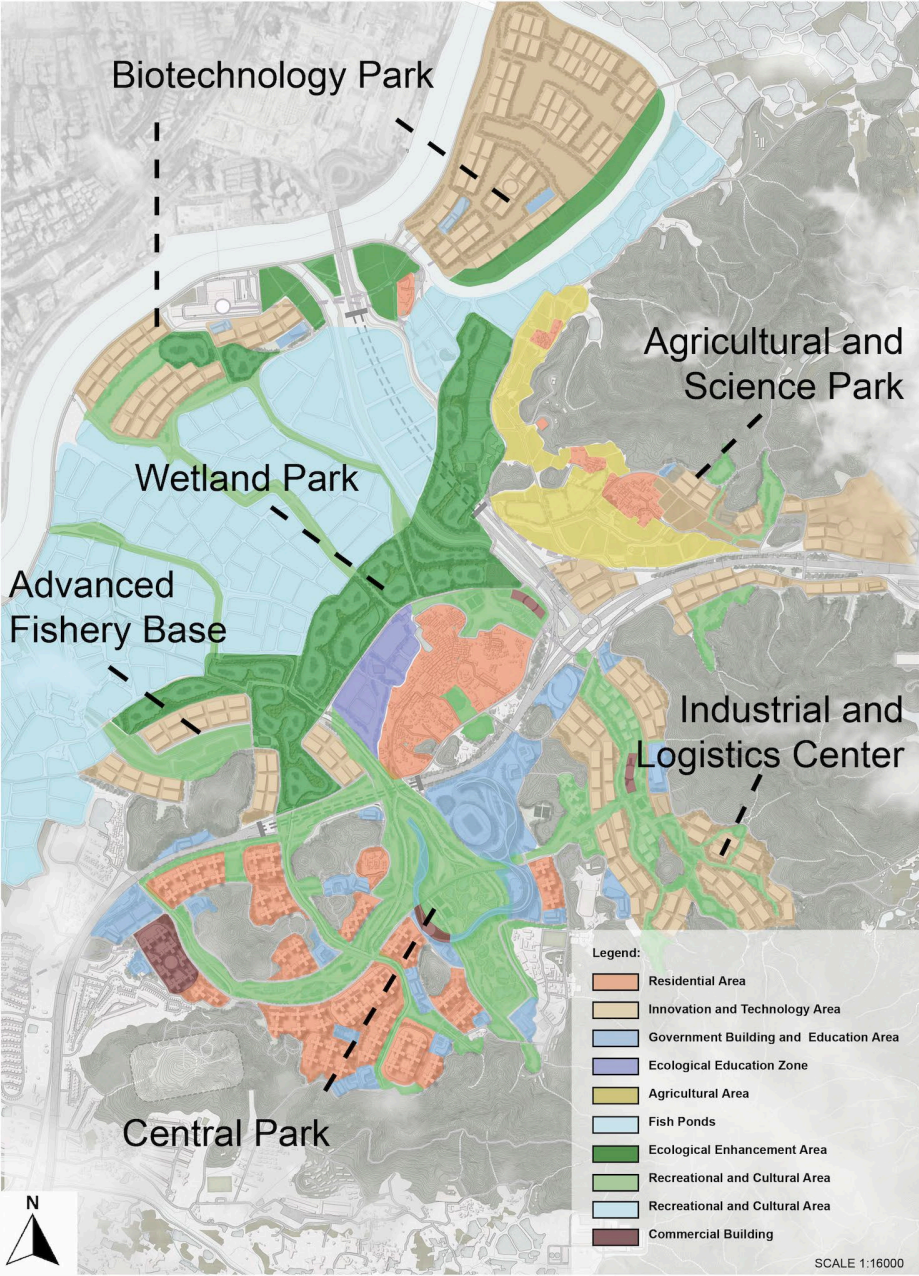 Biotechnology Park
Agricultural and
Science Park
Wetland Park
Advanced
Fishery Base
Industrial and
Logistics Center
Central Park
Legend:
Residential Area
Innovation and Technology Area
Government Building and Education Area
Ecological Education Zone
Agricultural Area
Fish Ponds
Ecological Enhancement Area
Recreational and Cultural Area
Recreational and Cultural Area
Commercial Building
N
SCALE 1:16000